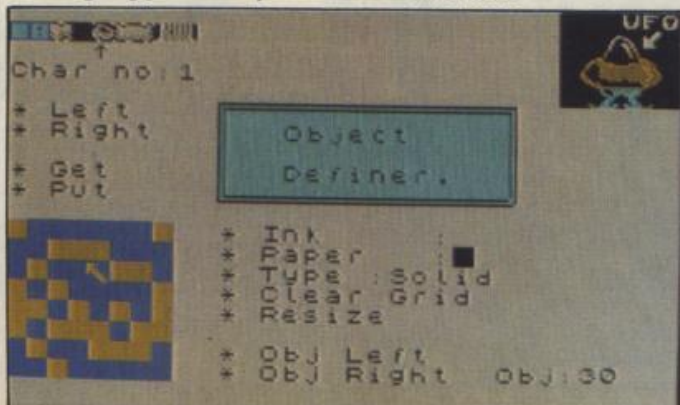 UFO
Char no:1
* Left
* Right
* Get
* Put
Object
Definer.
* Ink :
* Paper :
* Type :Solid
* Clear Grid
* Resize
* Obj Left
* Obj Right Obj:30